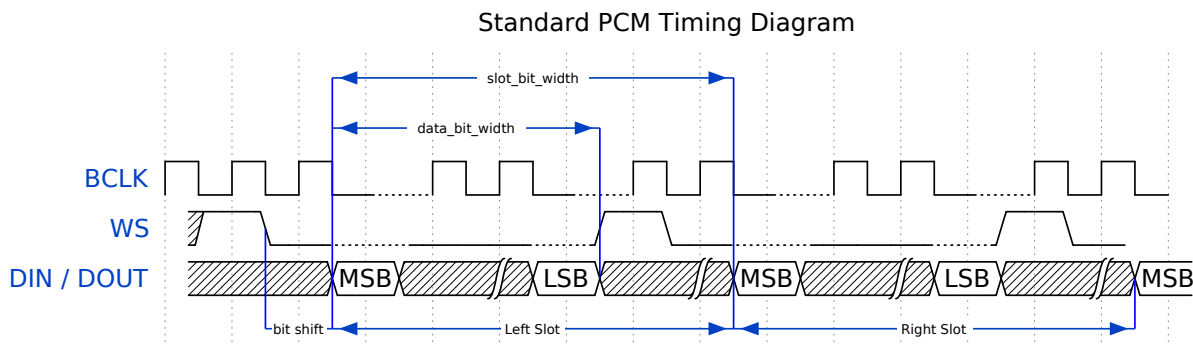 Standard PCM Timing Diagram
slot_bit_width
data_bit_width
BCLK
WS
DIN / DOUT
MSB
LSB
MSB
LSB
MSB
bit shift
Left Slot
Right Slot